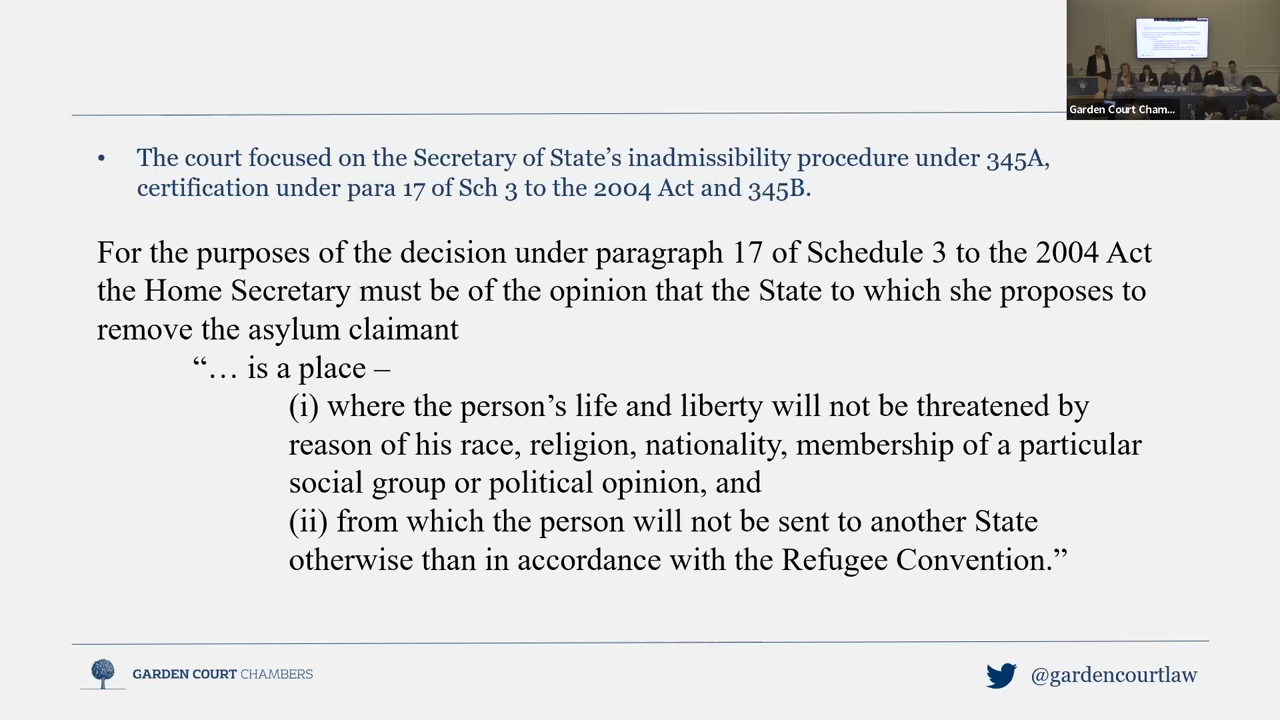 Garden Court Cham...
• The court focused on the Secretary of State’s inadmissibility procedure under 345A,
certification under para 17 of Sch 3 to the 2004 Act and 345B.
For the purposes of the decision under paragraph 17 of Schedule 3 to the 2004 Act
the Home Secretary must be of the opinion that the State to which she proposes to
remove the asylum claimant
“… is a place –
(i) where the person’s life and liberty will not be threatened by
reason of his race, religion, nationality, membership of a particular
social group or political opinion, and
(ii) from which the person will not be sent to another State
otherwise than in accordance with the Refugee Convention.”
GARDEN COURT CHAMBERS
@gardencourtlaw